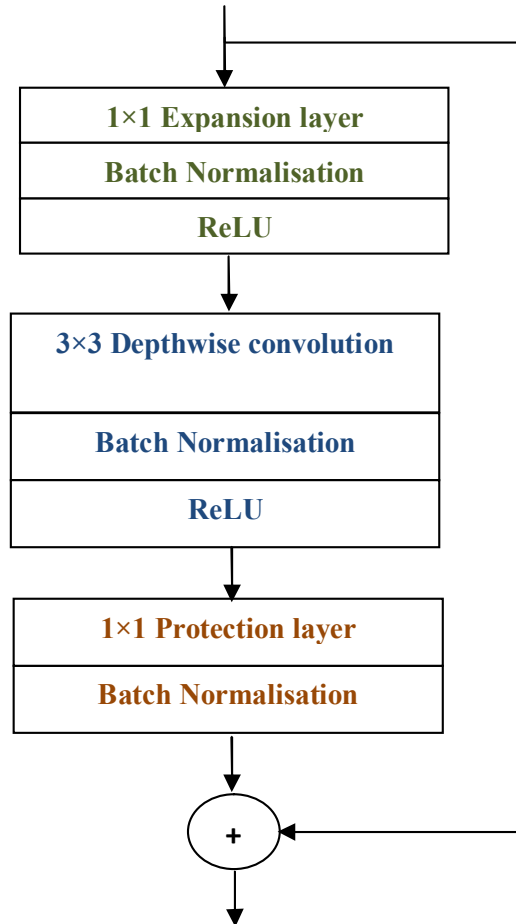 1×1 Expansion layer
Batch Normalisation
ReLU
3×3 Depthwise convolution
Batch Normalisation
ReLU
1×1 Protection layer
Batch Normalisation
+